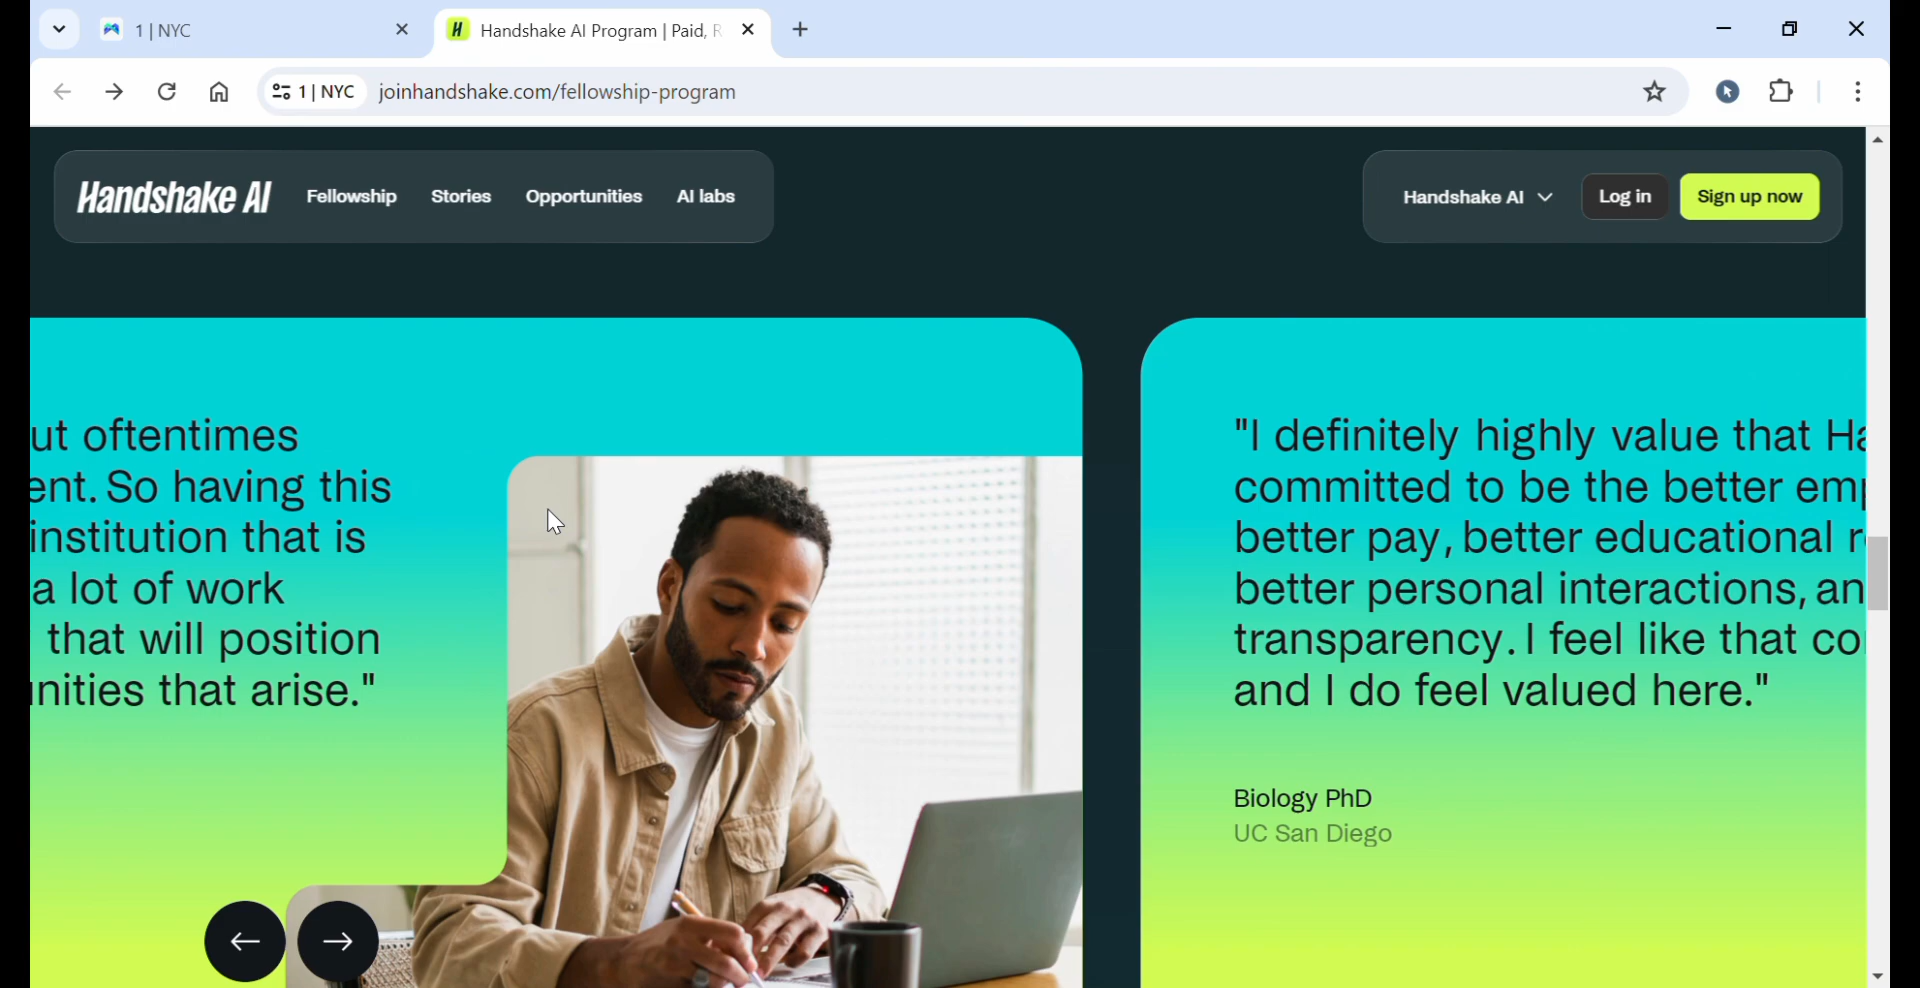 1 | NYC
Handshake AI Program | Paid, R
1 | NYC
joinhandshake.com/fellowship-program
Handshake AI
Fellowship
Stories
Opportunities
AI labs
Handshake AI
Log in
Sign up now
ut oftentimes
ent. So having this
institution that is
a lot of work
that will position
nities that arise."
"I definitely highly value that Ha
committed to be the better emp
better pay, better educational r
better personal interactions, an
transparency. I feel like that co
and I do feel valued here."
Biology PhD
UC San Diego